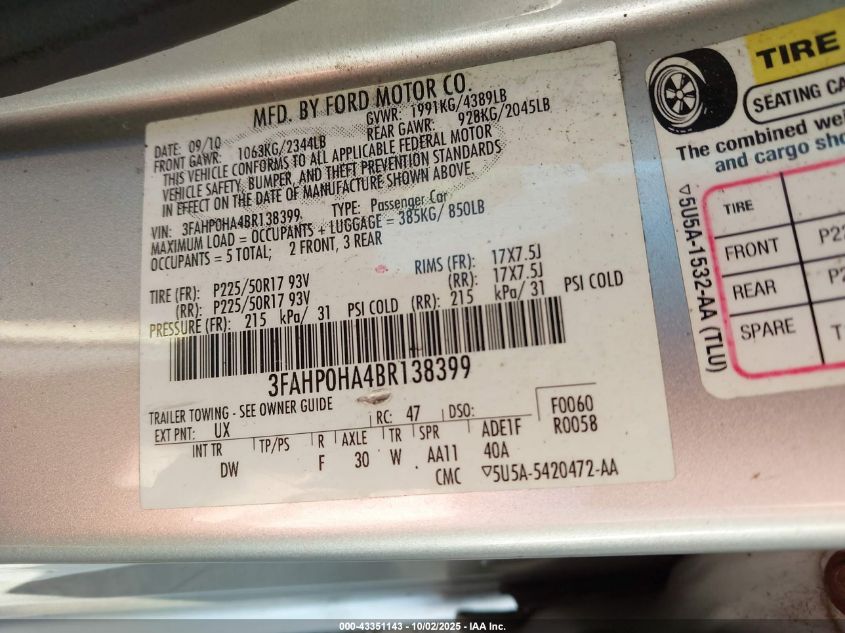 MFD. BY FORD MOTOR CO.
DATE: 09/10 GVWR: 1991KG/4389LB
FRONT GAWR: 1063KG/2344LB REAR GAWR: 928KG/2045LB
THIS VEHICLE CONFORMS TO ALL APPLICABLE FEDERAL MOTOR
VEHICLE SAFETY, BUMPER, AND THEFT PREVENTION STANDARDS
IN EFFECT ON THE DATE OF MANUFACTURE SHOWN ABOVE.
VIN: 3FAHP0HA4BR138399 TYPE: Passenger Car
MAXIMUM LOAD = OCCUPANTS + LUGGAGE = 385KG/ 850LB
OCCUPANTS = 5 TOTAL; 2 FRONT, 3 REAR
TIRE (FR): P225/50R17 93V RIMS (FR): 17X7.5J
(RR): P225/50R17 93V (RR): 17X7.5J
PRESSURE (FR): 215 kPa/ 31 PSI COLD (RR): 215 kPa/ 31 PSI COLD
3FAHP0HA4BR138399
TRAILER TOWING - SEE OWNER GUIDE
EXT PNT: UX RC: 47 DSO: F0060
R0058
INT TR TP/PS R AXLE TR SPR ADE1F
DW F 30 W AA11 40A
CMC ▽5U5A-5420472-AA
TIRE
SEATING CA
The combined wei
and cargo sho
TIRE
FRONT P22
REAR P2
SPARE T
▽5U5A-1532-AA (TLU)
000-43351143 - 10/02/2025 - IAA Inc.